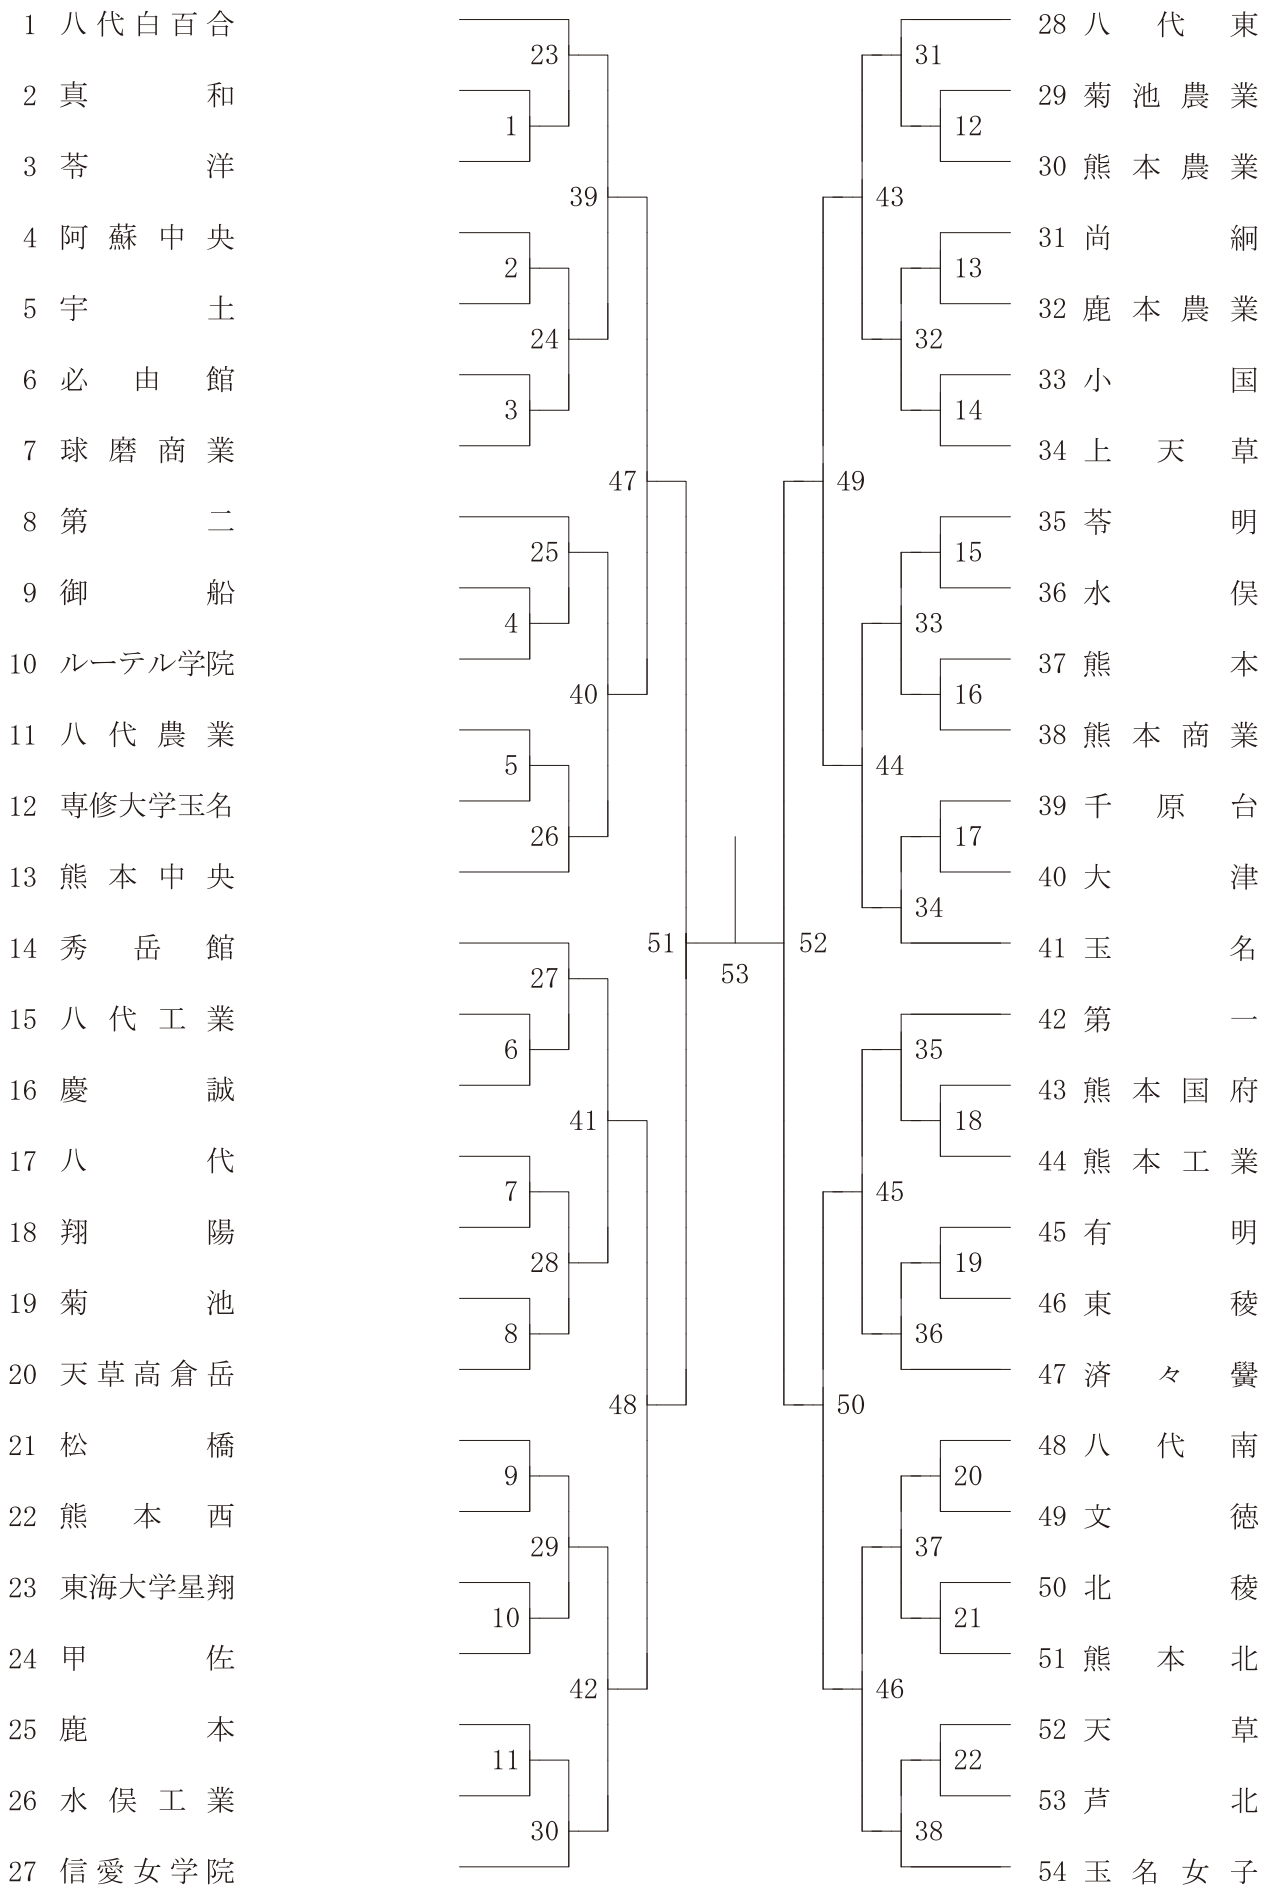 1 八代白百合
2 真和
3 苓洋
4 阿蘇中央
5 宇土
6 必由館
7 球磨商業
8 第二
9 御船
10 ルーテル学院
11 八代農業
12 専修大学玉名
13 熊本中央
14 秀岳館
15 八代工業
16 慶誠
17 八代
18 翔陽
19 菊池
20 天草高倉岳
21 松橋
22 熊本西
23 東海大学星翔
24 甲佐
25 鹿本
26 水俣工業
27 信愛女学院
23
1
39
2
24
3
47
25
4
40
5
26
51
27
6
41
7
28
8
48
9
29
10
42
11
30
53
31
12
43
13
32
14
49
15
33
16
44
17
34
52
35
18
45
19
36
50
20
37
21
46
22
38
28 八代東
29 菊池農業
30 熊本農業
31 尚絅
32 鹿本農業
33 小国
34 上天草
35 苓明
36 水俣
37 熊本
38 熊本商業
39 千原台
40 大津
41 玉名
42 第一
43 熊本国府
44 熊本工業
45 有明
46 東稜
47 済々黌
48 八代南
49 文徳
50 北稜
51 熊本北
52 天草
53 芦北
54 玉名女子